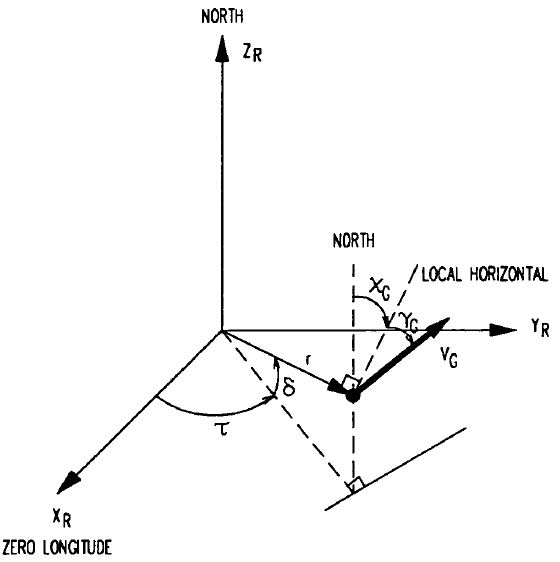 NORTH
Z_R
NORTH
LOCAL HORIZONTAL
χ_G
γ_G
Y_R
V_G
r
δ
τ
X_R
ZERO LONGITUDE